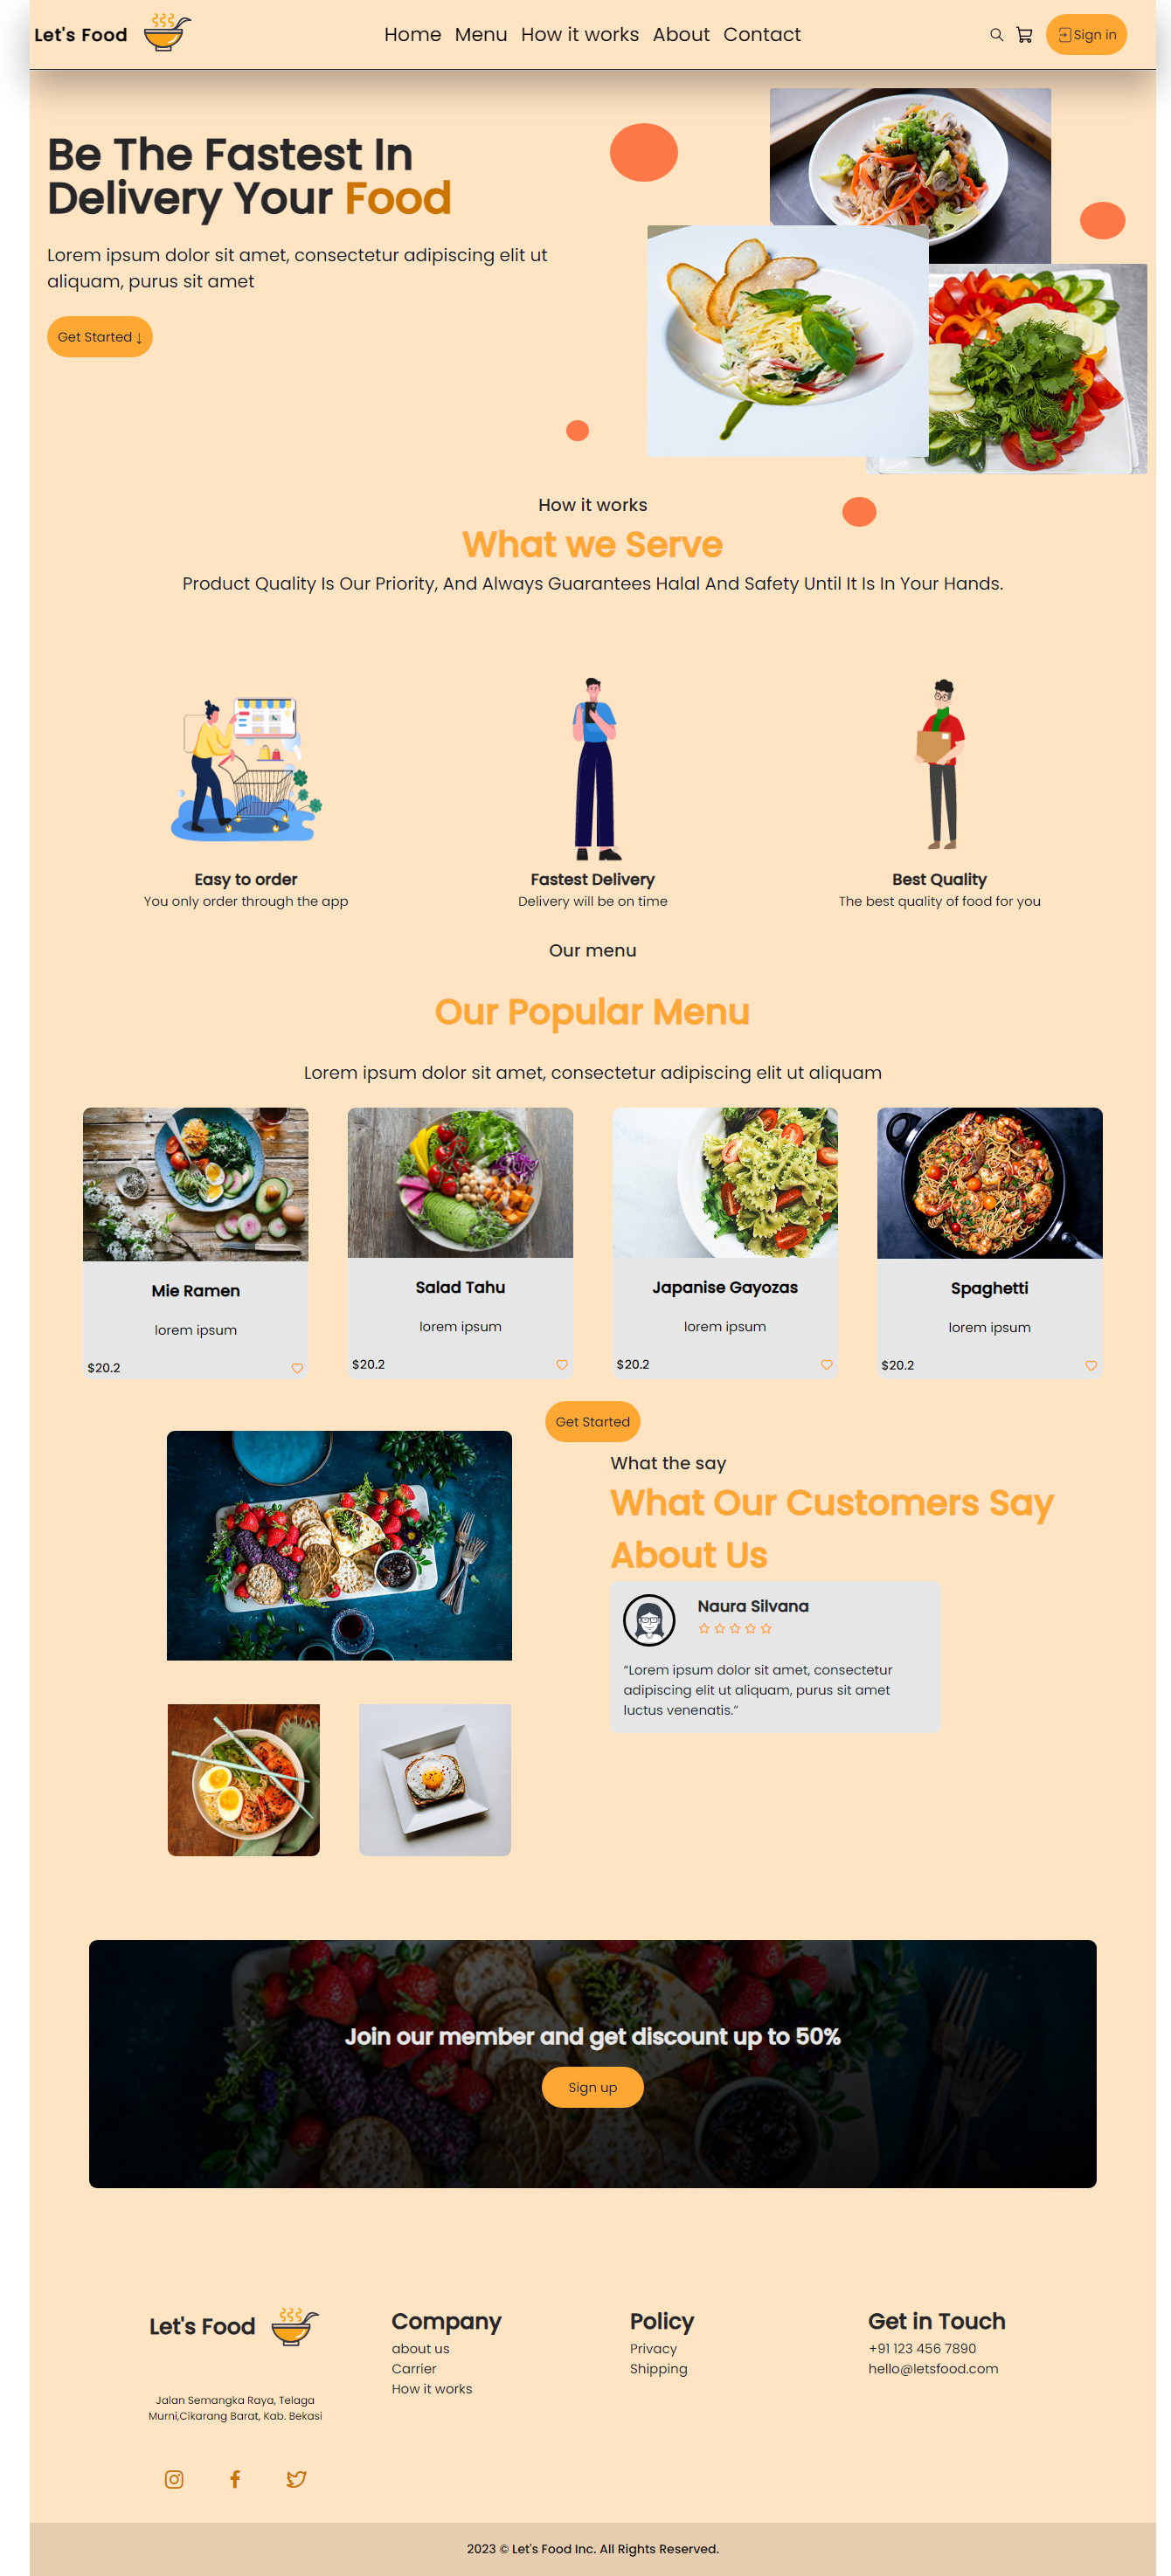 Let's Food
Home Menu How it works About Contact
Sign in
Be The Fastest In
Delivery Your Food
Lorem ipsum dolor sit amet, consectetur adipiscing elit ut
aliquam, purus sit amet
Get Started ↓
How it works
What we Serve
Product Quality Is Our Priority, And Always Guarantees Halal And Safety Until It Is In Your Hands.
Easy to order
You only order through the app
Fastest Delivery
Delivery will be on time
Best Quality
The best quality of food for you
Our menu
Our Popular Menu
Lorem ipsum dolor sit amet, consectetur adipiscing elit ut aliquam
Mie Ramen
lorem ipsum
$20.2
Salad Tahu
lorem ipsum
$20.2
Japanise Gayozas
lorem ipsum
$20.2
Spaghetti
lorem ipsum
$20.2
Get Started
What the say
What Our Customers Say
About Us
Naura Silvana
“Lorem ipsum dolor sit amet, consectetur
adipiscing elit ut aliquam, purus sit amet
luctus venenatis.”
Join our member and get discount up to 50%
Sign up
Let's Food
Jalan Semangka Raya, Telaga
Murni,Cikarang Barat, Kab. Bekasi
Company
about us
Carrier
How it works
Policy
Privacy
Shipping
Get in Touch
+91 123 456 7890
hello@letsfood.com
2023 © Let's Food Inc. All Rights Reserved.